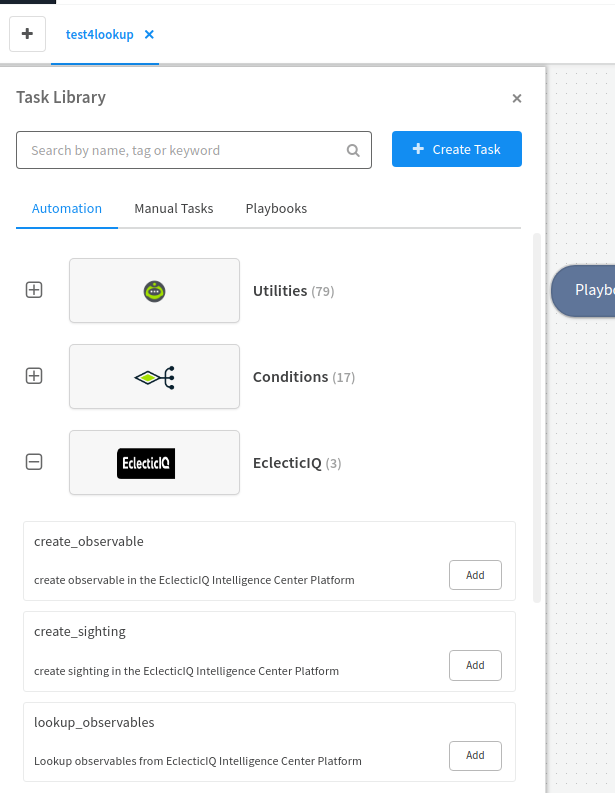 test4lookup
Task Library
Search by name, tag or keyword
Create Task
Automation Manual Tasks Playbooks
Utilities (79)
Conditions (17)
EclecticIQ
EclecticIQ (3)
create_observable
create observable in the EclecticIQ Intelligence Center Platform
Add
create_sighting
create sighting in the EclecticIQ Intelligence Center Platform
Add
lookup_observables
Lookup observables from EclecticIQ Intelligence Center Platform
Add